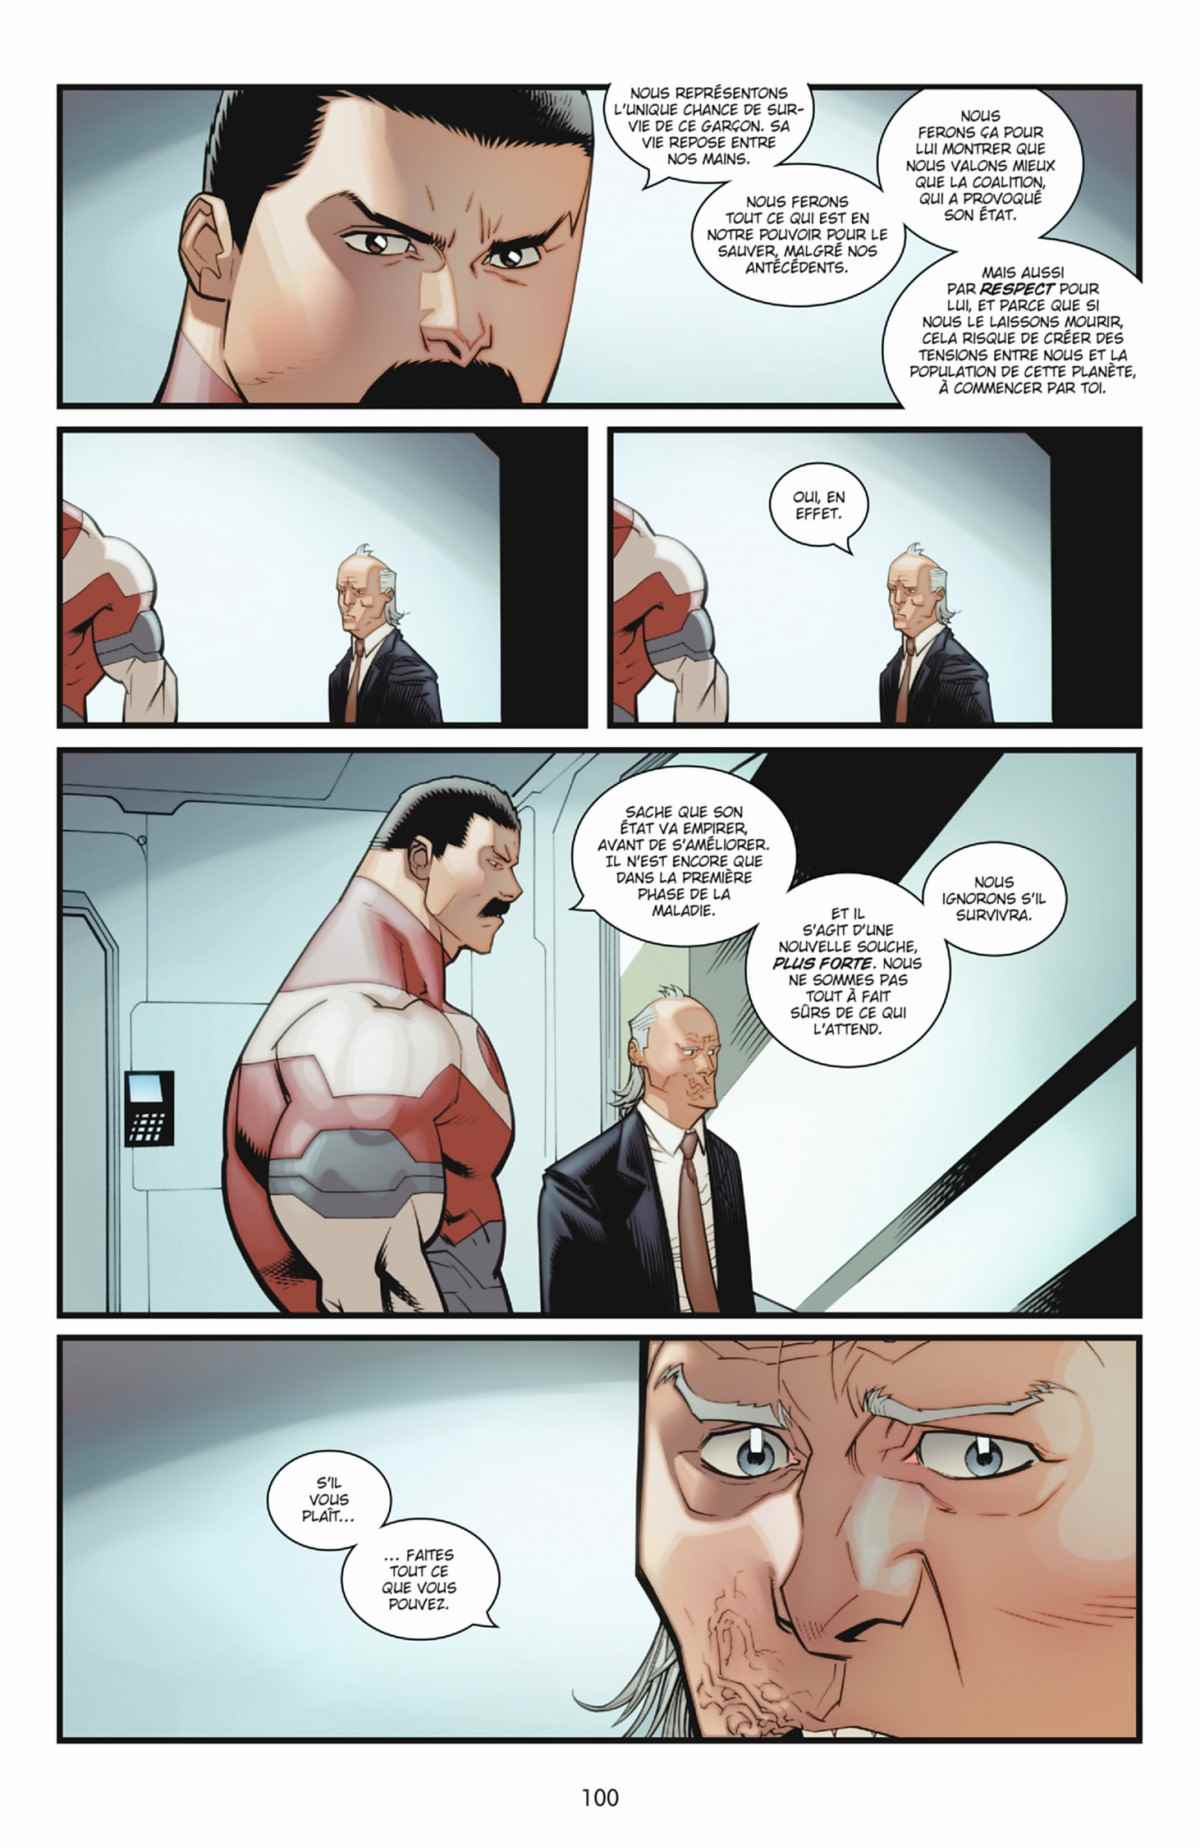 NOUS REPRÉSENTONS
L'UNIQUE CHANCE DE SUR-
VIE DE CE GARÇON. SA
VIE REPOSE ENTRE
NOS MAINS.
NOUS FERONS
TOUT CE QUI EST EN
NOTRE POUVOIR POUR LE
SAUVER, MALGRÉ NOS
ANTÉCÉDENTS.
NOUS
FERONS ÇA POUR
LUI MONTRER QUE
NOUS VALONS MIEUX
QUE LA COALITION,
QUI A PROVOQUÉ
SON ÉTAT.
MAIS AUSSI
PAR RESPECT POUR
LUI, ET PARCE QUE SI
NOUS LE LAISSONS MOURIR,
CELA RISQUE DE CRÉER DES
TENSIONS ENTRE NOUS ET LA
POPULATION DE CETTE PLANÈTE,
À COMMENCER PAR TOI.
OUI, EN
EFFET.
SACHE QUE SON
ÉTAT VA EMPIRER,
AVANT DE S'AMÉLIORER.
IL N'EST ENCORE QUE
DANS LA PREMIÈRE
PHASE DE LA
MALADIE.
ET IL
S'AGIT D'UNE
NOUVELLE SOUCHE,
PLUS FORTE. NOUS
NE SOMMES PAS
TOUT À FAIT
SÛRS DE CE QUI
L'ATTEND.
NOUS
IGNORONS S'IL
SURVIVRA.
S'IL
VOUS
PLAÎT...
... FAITES
TOUT CE
QUE VOUS
POUVEZ.
100